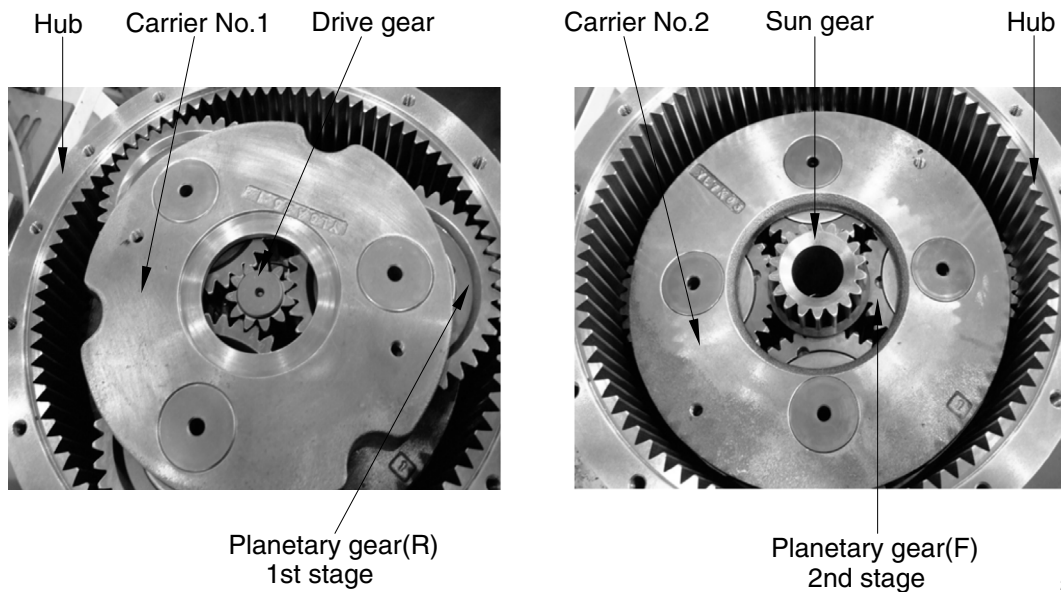 Hub
Carrier No.1
Drive gear
Carrier No.2
Sun gear
Hub
Planetary gear(R)
1st stage
Planetary gear(F)
2nd stage